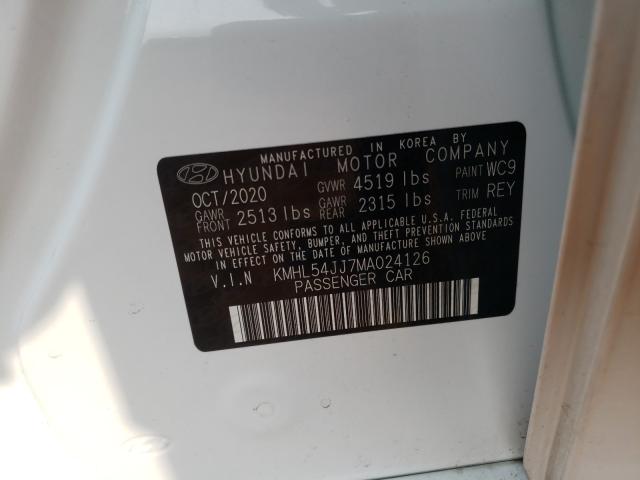 MANUFACTURED IN KOREA BY
HYUNDAI MOTOR COMPANY
OCT/2020 GVWR 4519 lbs PAINT WC9
GAWR FRONT 2513 lbs GAWR REAR 2315 lbs TRIM REY
THIS VEHICLE CONFORMS TO ALL APPLICABLE U.S.A. FEDERAL
MOTOR VEHICLE SAFETY, BUMPER, AND THEFT PREVENTION STANDARDS
IN EFFECT ON THE DATE OF MANUFACTURE SHOWN ABOVE.
V.I.N KMHL54JJ7MA024126
PASSENGER CAR